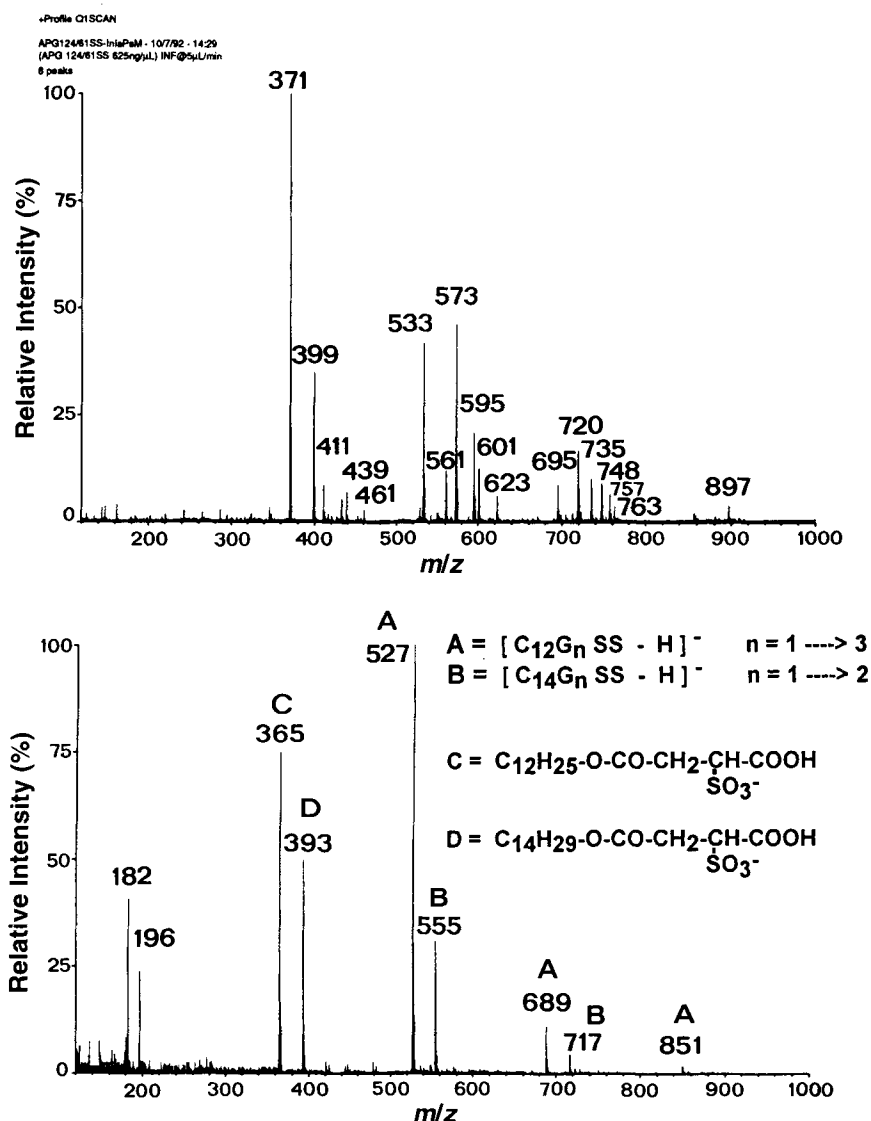 +Profile Q1SCAN
APG124/61SS-InlaPaM - 10/7/92 - 14:29
(APG 124/61SS 625ng/µL) INF@5µL/min
6 peaks
Relative Intensity (%)
100
75
50
25
0
371
399
411
439
461
533
561
573
595
601
623
695
720
735
748
757
763
897
200 300 400 500 600 700 800 900 1000
m/z
Relative Intensity (%)
100
75
50
25
0
182
196
C
365
D
393
A
527
B
555
A
689
B
717
A
851
A = [ C12Gn SS - H ]- n = 1 ----> 3
B = [ C14Gn SS - H ]- n = 1 ----> 2
C = C12H25-O-CO-CH2-CH-COOH
SO3-
D = C14H29-O-CO-CH2-CH-COOH
SO3-
200 300 400 500 600 700 800 900 1000
m/z